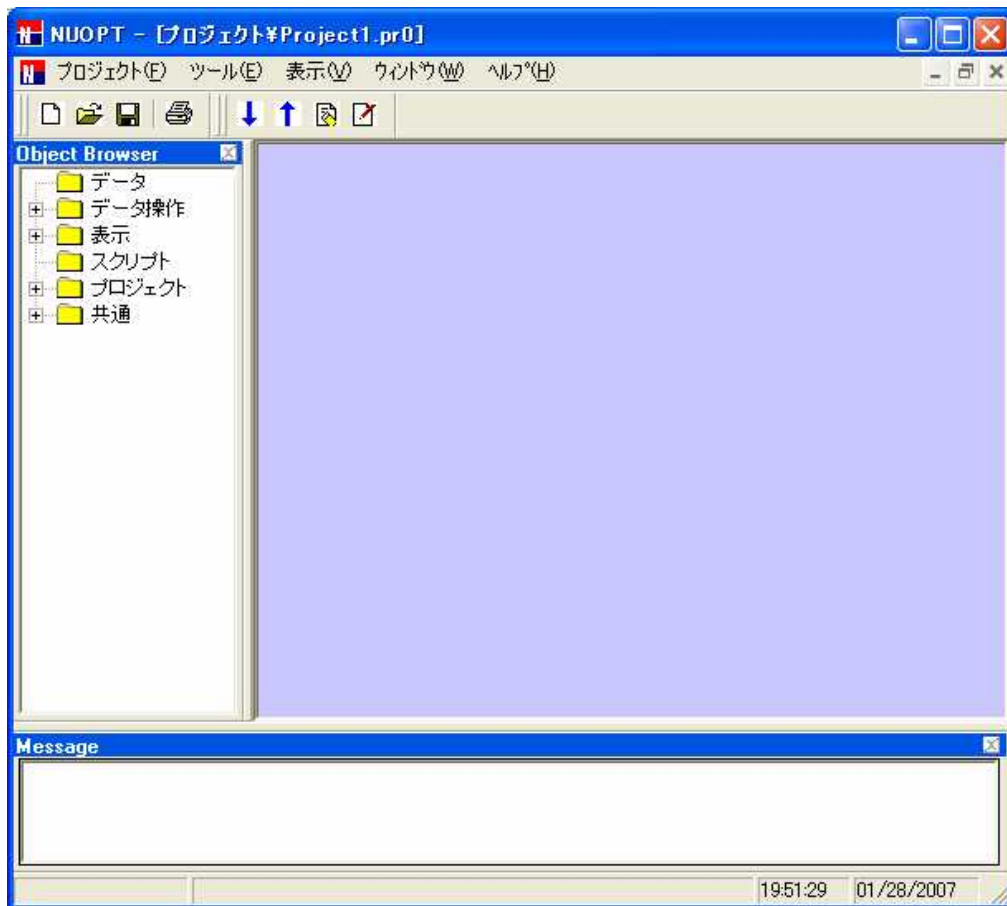 NUOPT - [プロジェクト¥Project1.pr0]
プロジェクト(F) ツール(E) 表示(V) ウィンドウ(W) ヘルプ(H)
Object Browser
データ
データ操作
表示
スクリプト
プロジェクト
共通
Message
19:51:29 01/28/2007